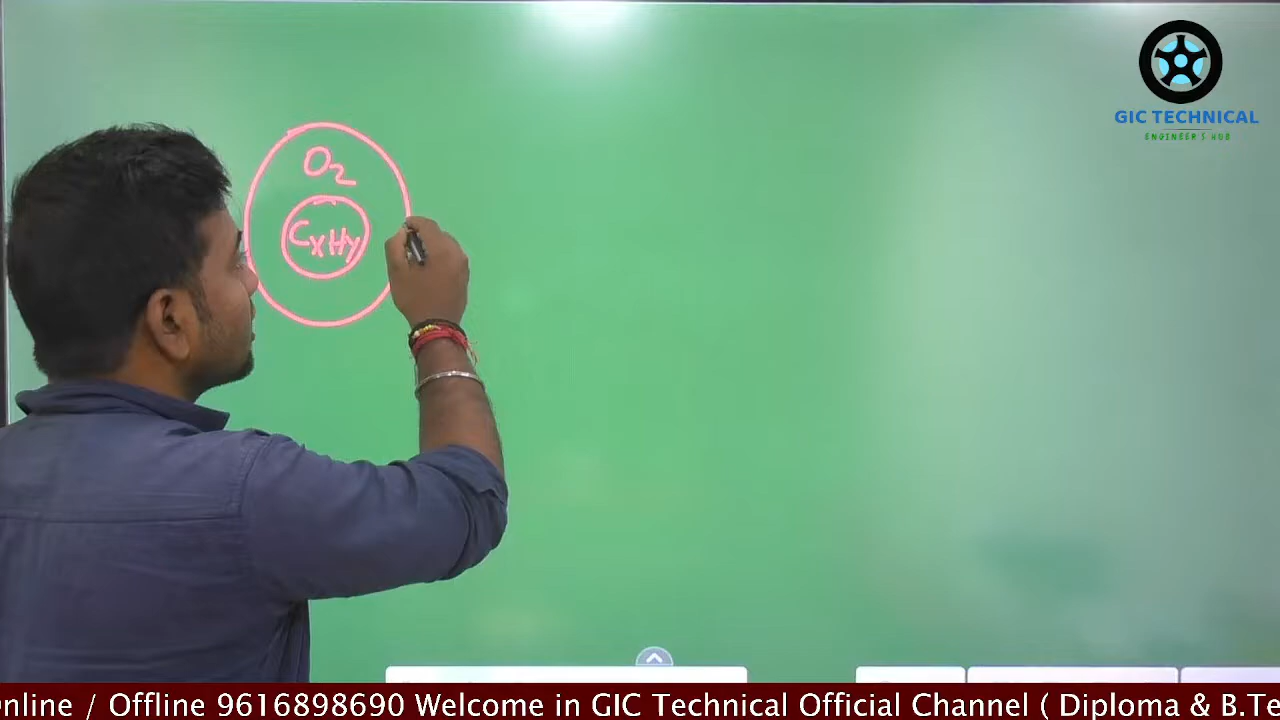 GIC TECHNICAL
ENGINEER'S HUB
O2
CxHy
Online / Offline 9616898690 Welcome in GIC Technical Official Channel ( Diploma & B.Te